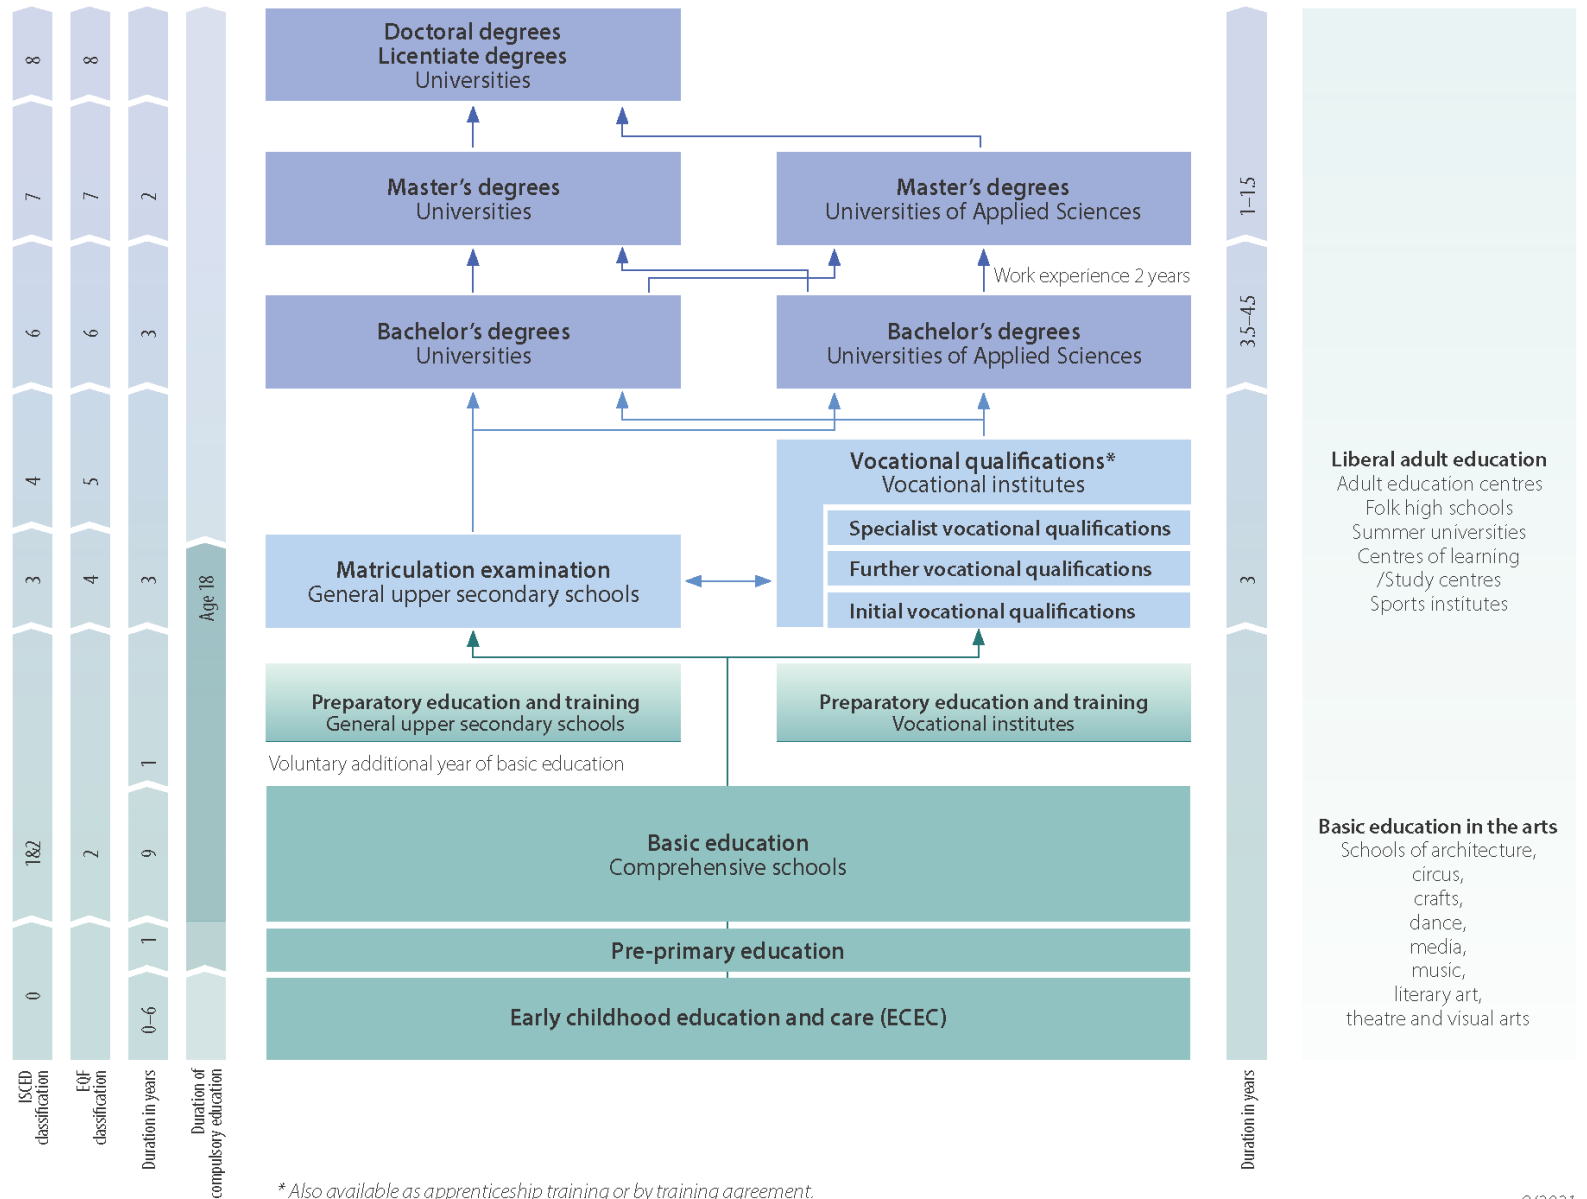 Doctoral degrees
Licentiate degrees
Universities
8
8
Master's degrees
Universities
Master's degrees
Universities of Applied Sciences
7
7
2
1–1.5
Work experience 2 years
Bachelor's degrees
Universities
Bachelor's degrees
Universities of Applied Sciences
6
6
3
3.5–4.5
Vocational qualifications*
Vocational institutes
4
5
Specialist vocational qualifications
Further vocational qualifications
Initial vocational qualifications
Matriculation examination
General upper secondary schools
3
4
3
Age 18
3
Liberal adult education
Adult education centres
Folk high schools
Summer universities
Centres of learning
/Study centres
Sports institutes
Preparatory education and training
General upper secondary schools
Preparatory education and training
Vocational institutes
Voluntary additional year of basic education
1
Basic education
Comprehensive schools
1&2
2
9
Basic education in the arts
Schools of architecture,
circus,
crafts,
dance,
media,
music,
literary art,
theatre and visual arts
Pre-primary education
1
Early childhood education and care (ECEC)
0
0–6
ISCED
classification
EQF
classification
Duration in years
Duration of
compulsory education
Duration in years
* Also available as apprenticeship training or by training agreement.